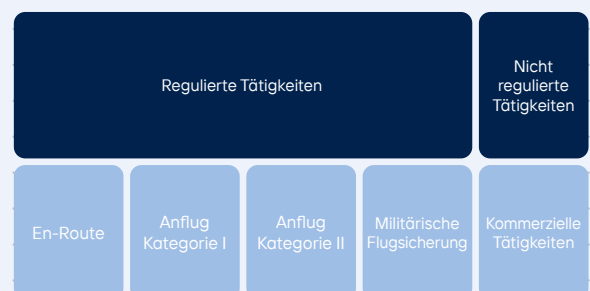 Regulierte Tätigkeiten
Nicht
regulierte
Tätigkeiten
En-Route
Anflug
Kategorie I
Anflug
Kategorie II
Militärische
Flugsicherung
Kommerzielle
Tätigkeiten